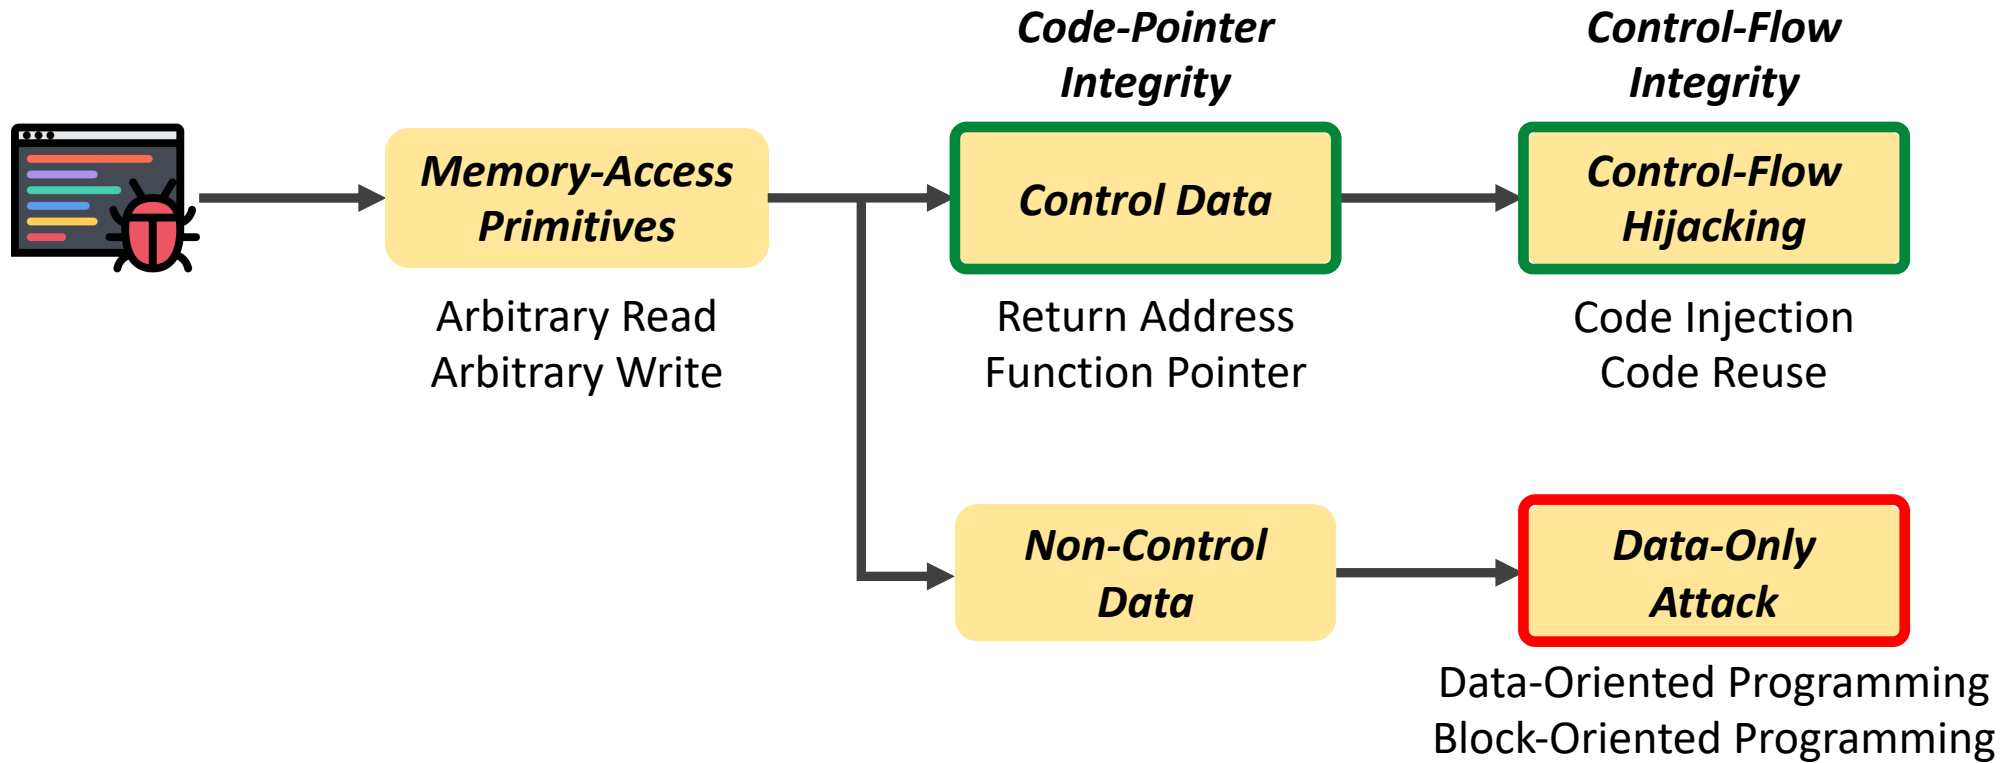 Code-Pointer
Integrity
Control-Flow
Integrity
Memory-Access
Primitives
Control Data
Control-Flow
Hijacking
Arbitrary Read
Arbitrary Write
Return Address
Function Pointer
Code Injection
Code Reuse
Non-Control
Data
Data-Only
Attack
Data-Oriented Programming
Block-Oriented Programming